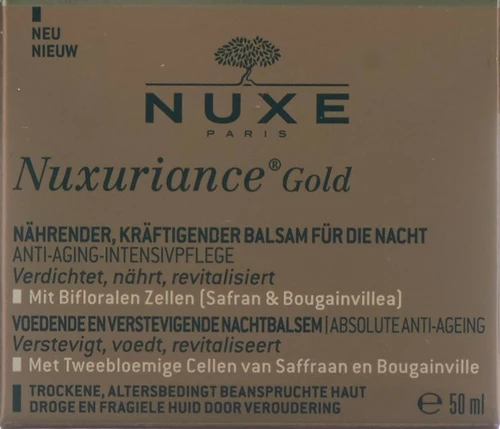 NEU
NIEUW
NUXE
PARIS
Nuxuriance® Gold
NÄHRENDER, KRÄFTIGENDER BALSAM FÜR DIE NACHT
ANTI-AGING-INTENSIVPFLEGE
Verdichtet, nährt, revitalisiert
Mit Bifloralen Zellen (Safran & Bougainvillea)
VOEDENDE EN VERSTEVIGENDE NACHTBALSEM | ABSOLUTE ANTI-AGEING
Verstevigt, voedt, revitaliseert
Met Tweebloemige Cellen van Saffraan en Bougainville
TROCKENE, ALTERSBEDINGT BEANSPRUCHTE HAUT
DROGE EN FRAGIELE HUID DOOR VEROUDERING
℮ 50 ml